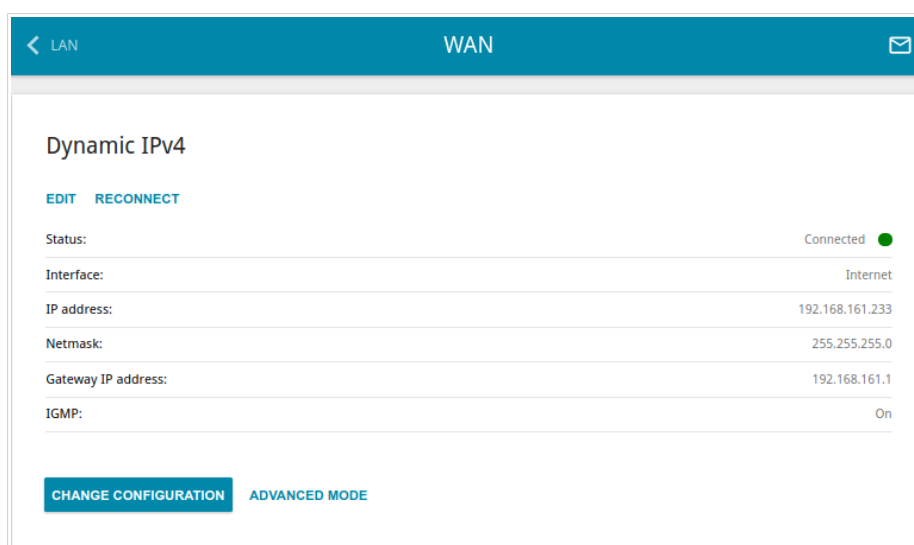 LAN
WAN
Dynamic IPv4
EDIT RECONNECT
Status: Connected
Interface: Internet
IP address: 192.168.161.233
Netmask: 255.255.255.0
Gateway IP address: 192.168.161.1
IGMP: On
CHANGE CONFIGURATION ADVANCED MODE